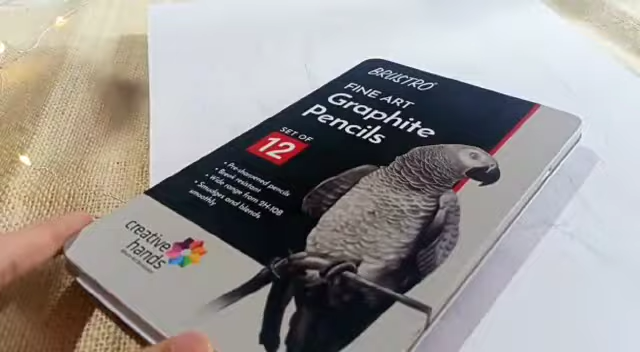 BRUSTRO
FINE ART
Graphite
Pencils
SET OF
12
• Pre-sharpened pencils
• Break resistant
• Wide range from 2H-10B
• Smudges and blends
smoothly
creative
hands